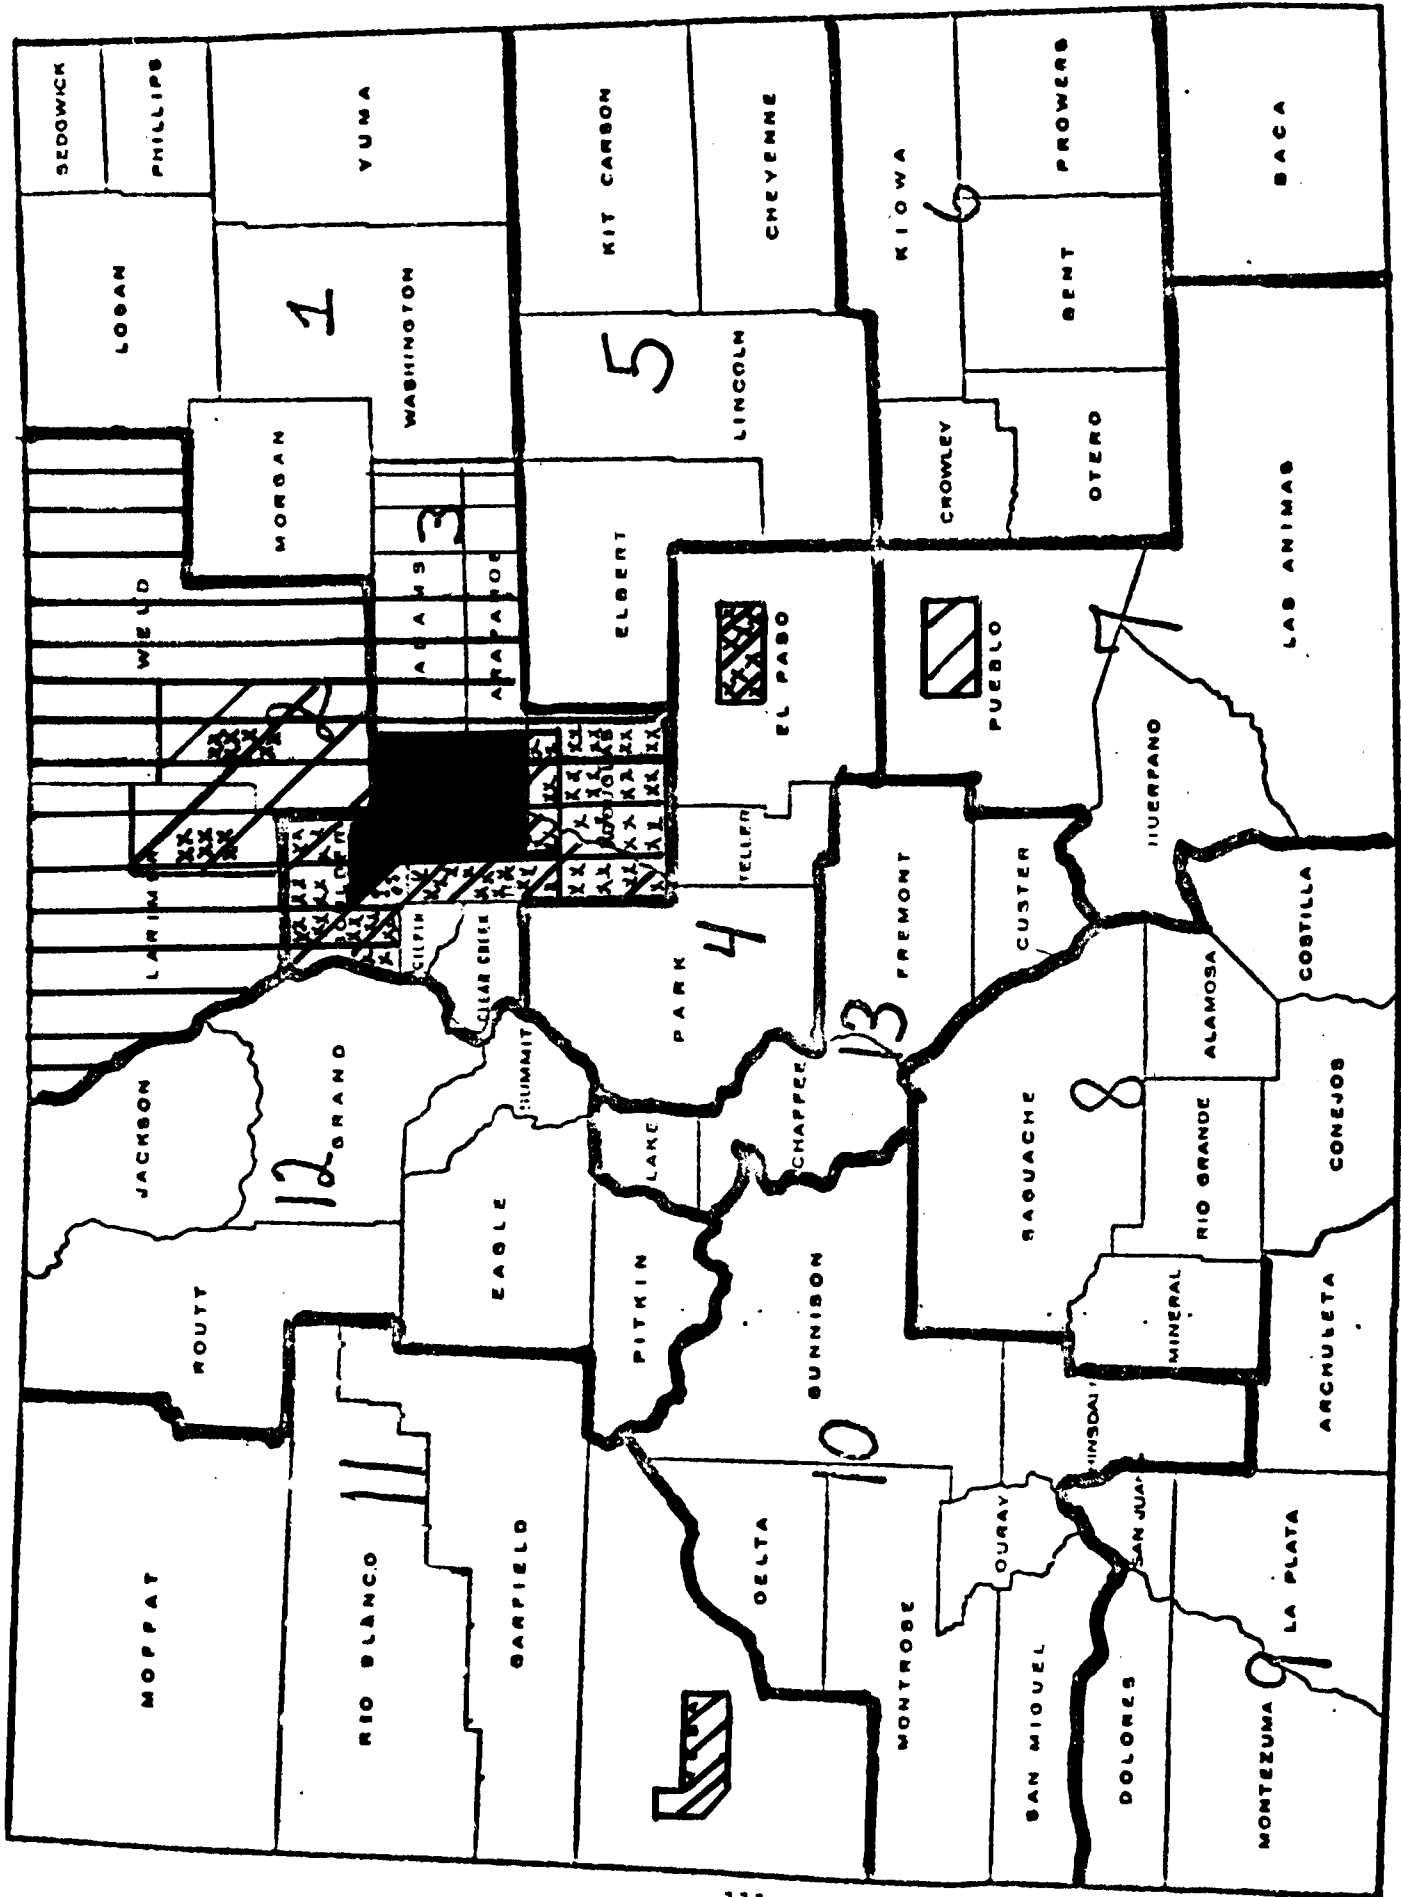 MOFFAT
ROUTT
JACKSON
LARIMER
WELD
LOGAN
SEDGWICK
PHILLIPS
1
2
3
MORGAN
WASHINGTON
YUMA
RIO BLANCO
11
12
GRAND
GILPIN
CLEAR CREEK
ADAMS
ARAPAHOE
GARFIELD
EAGLE
SUMMIT
DOUGLAS
ELBERT
5
LINCOLN
KIT CARSON
CHEYENNE
PITKIN
LAKE
PARK
4
TELLER
EL PASO
DELTA
GUNNISON
10
CHAFFEE
13
FREMONT
CUSTER
PUEBLO
CROWLEY
KIOWA
6
OTERO
BENT
PROWERS
MONTROSE
OURAY
SAN MIGUEL
SAGUACHE
8
DOLORES
SAN JUAN
MINERAL
RIO GRANDE
ALAMOSA
HUERFANO
7
MONTEZUMA
9
LA PLATA
ARCHULETA
CONEJOS
COSTILLA
LAS ANIMAS
BACA